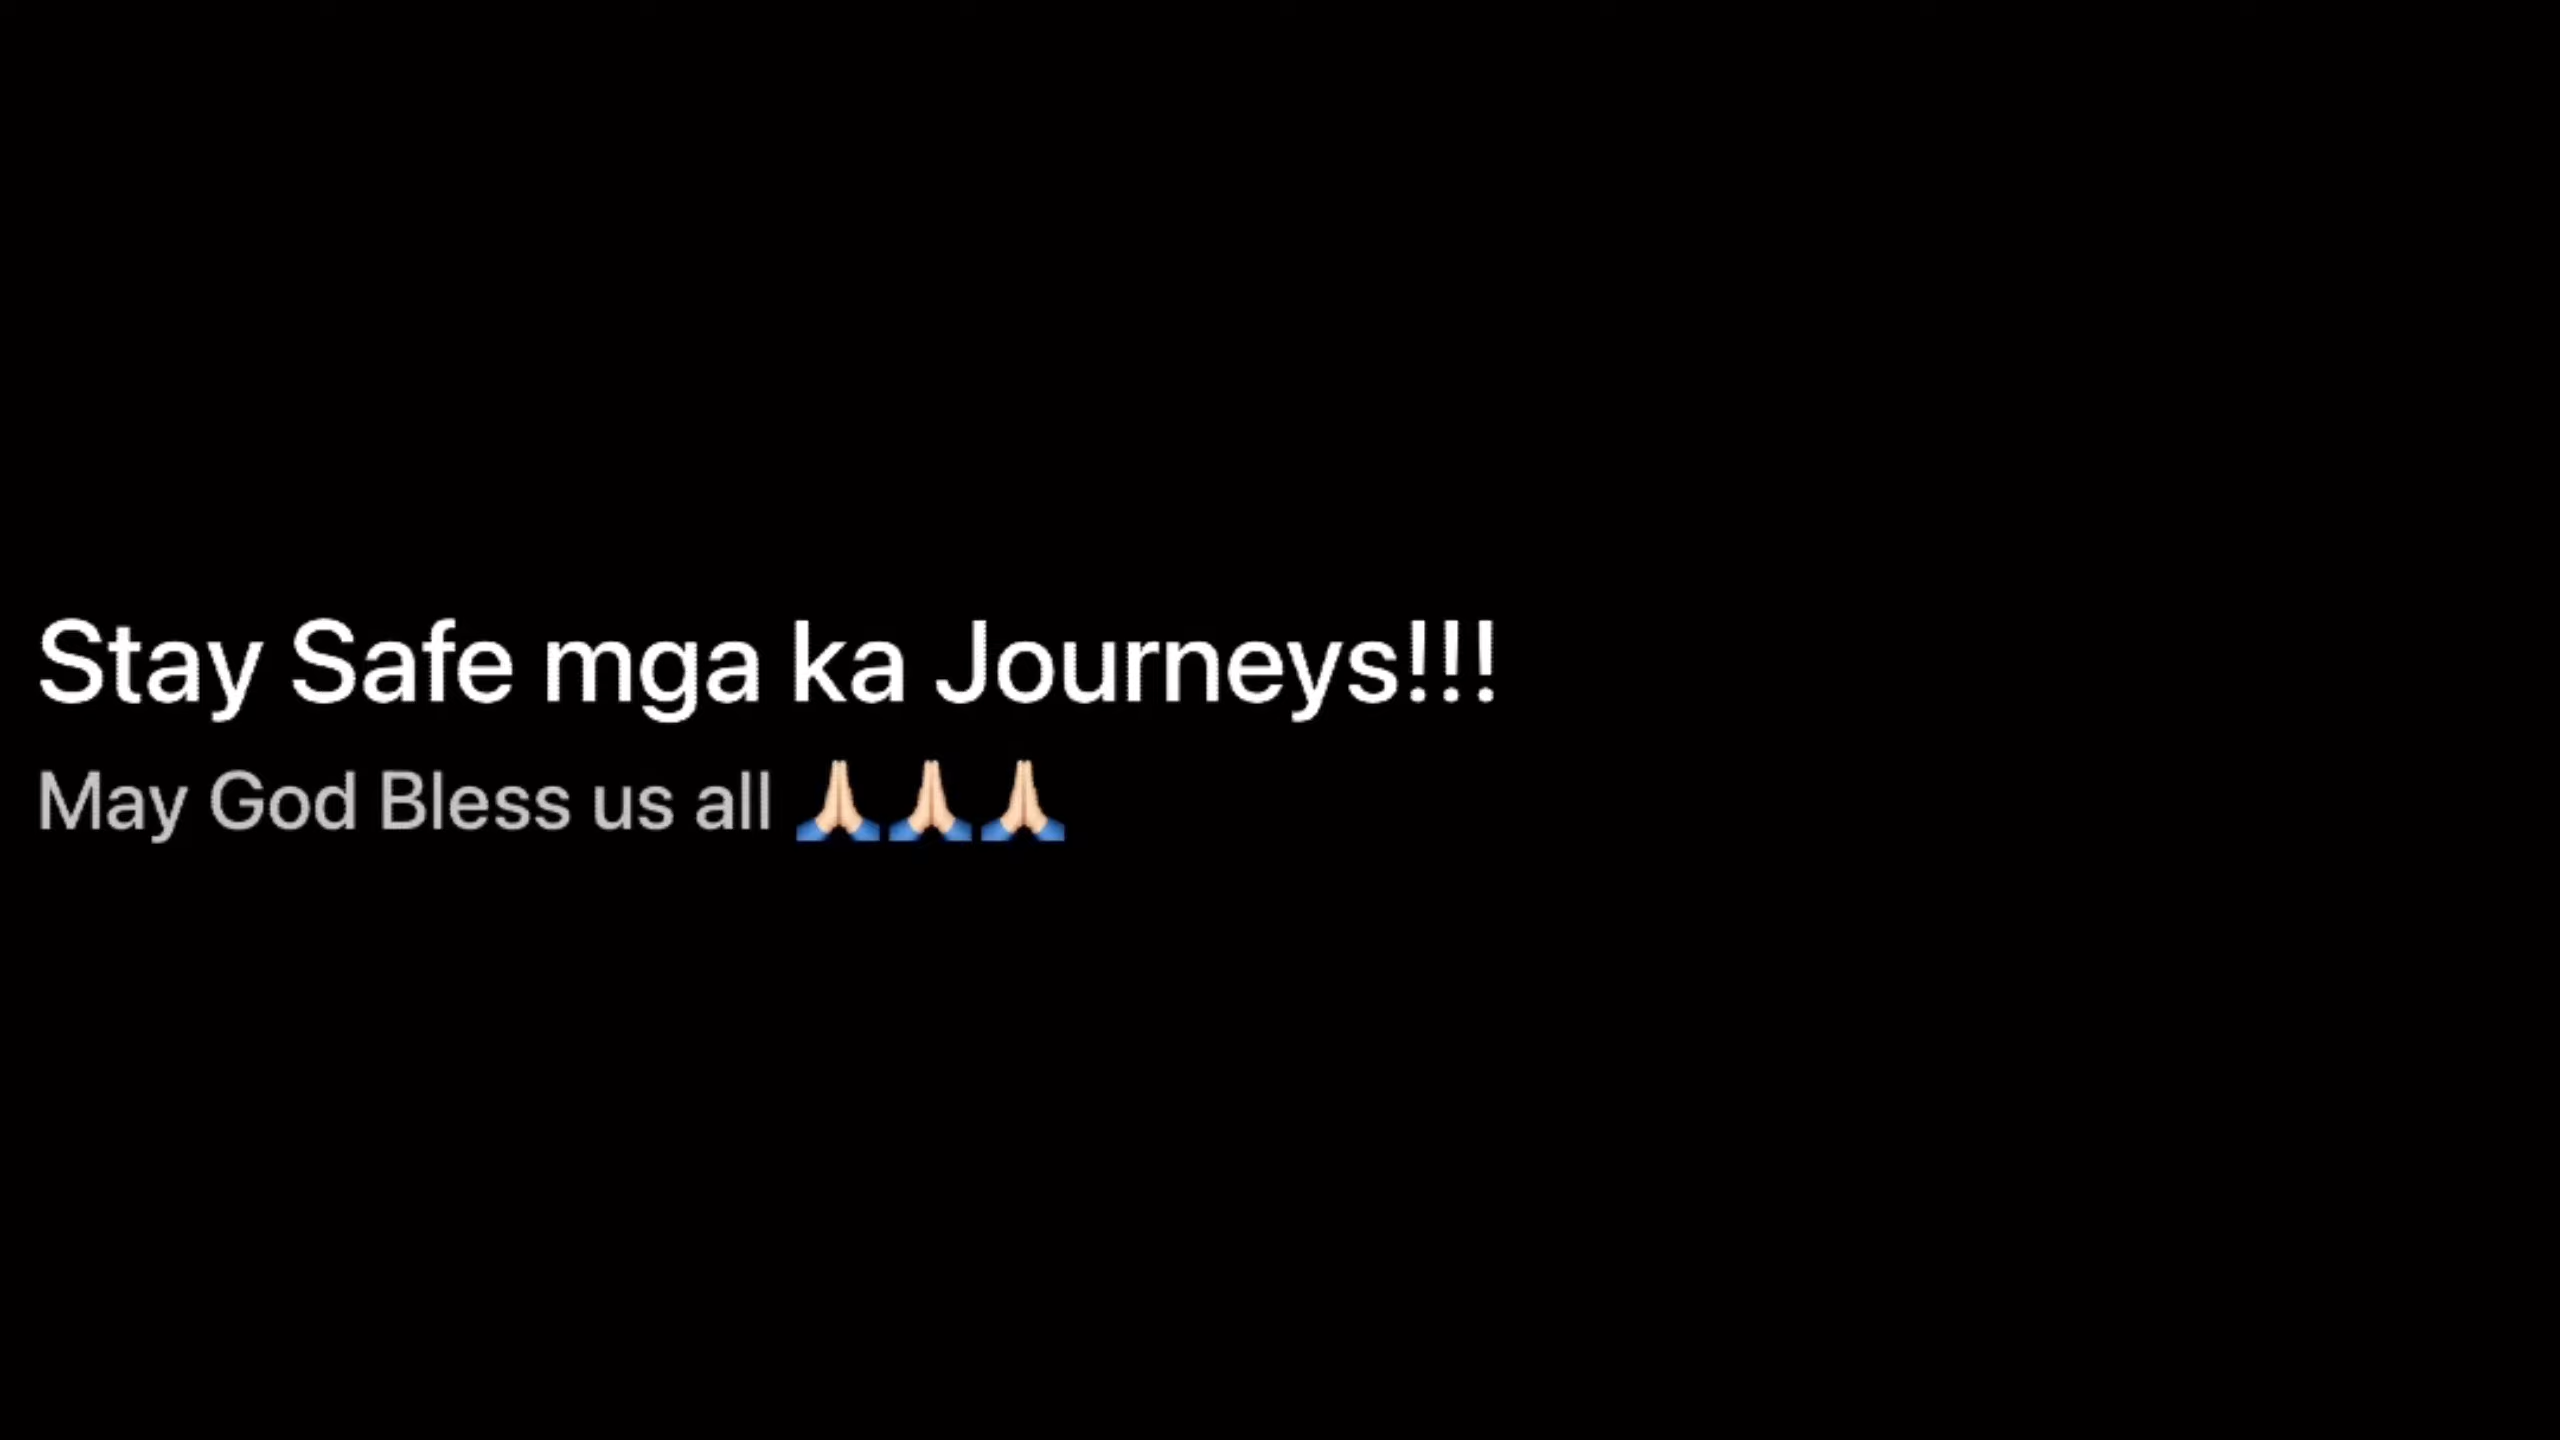 Stay Safe mga ka Journeys!!!
May God Bless us all 🙏🏻🙏🏻🙏🏻